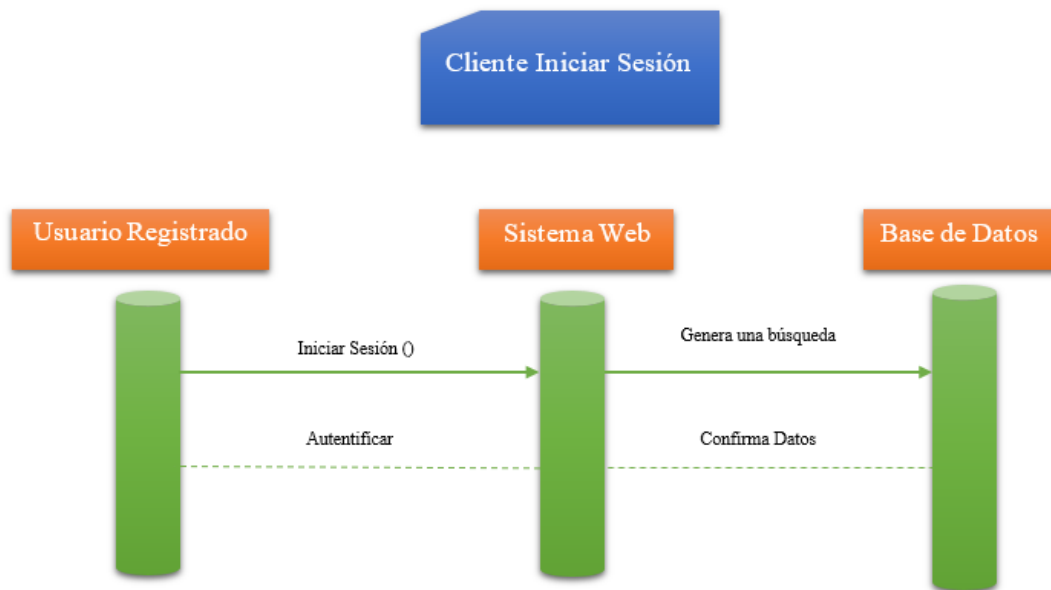 Cliente Iniciar Sesión
Usuario Registrado
Sistema Web
Base de Datos
Iniciar Sesión ()
Genera una búsqueda
Autentificar
Confirma Datos